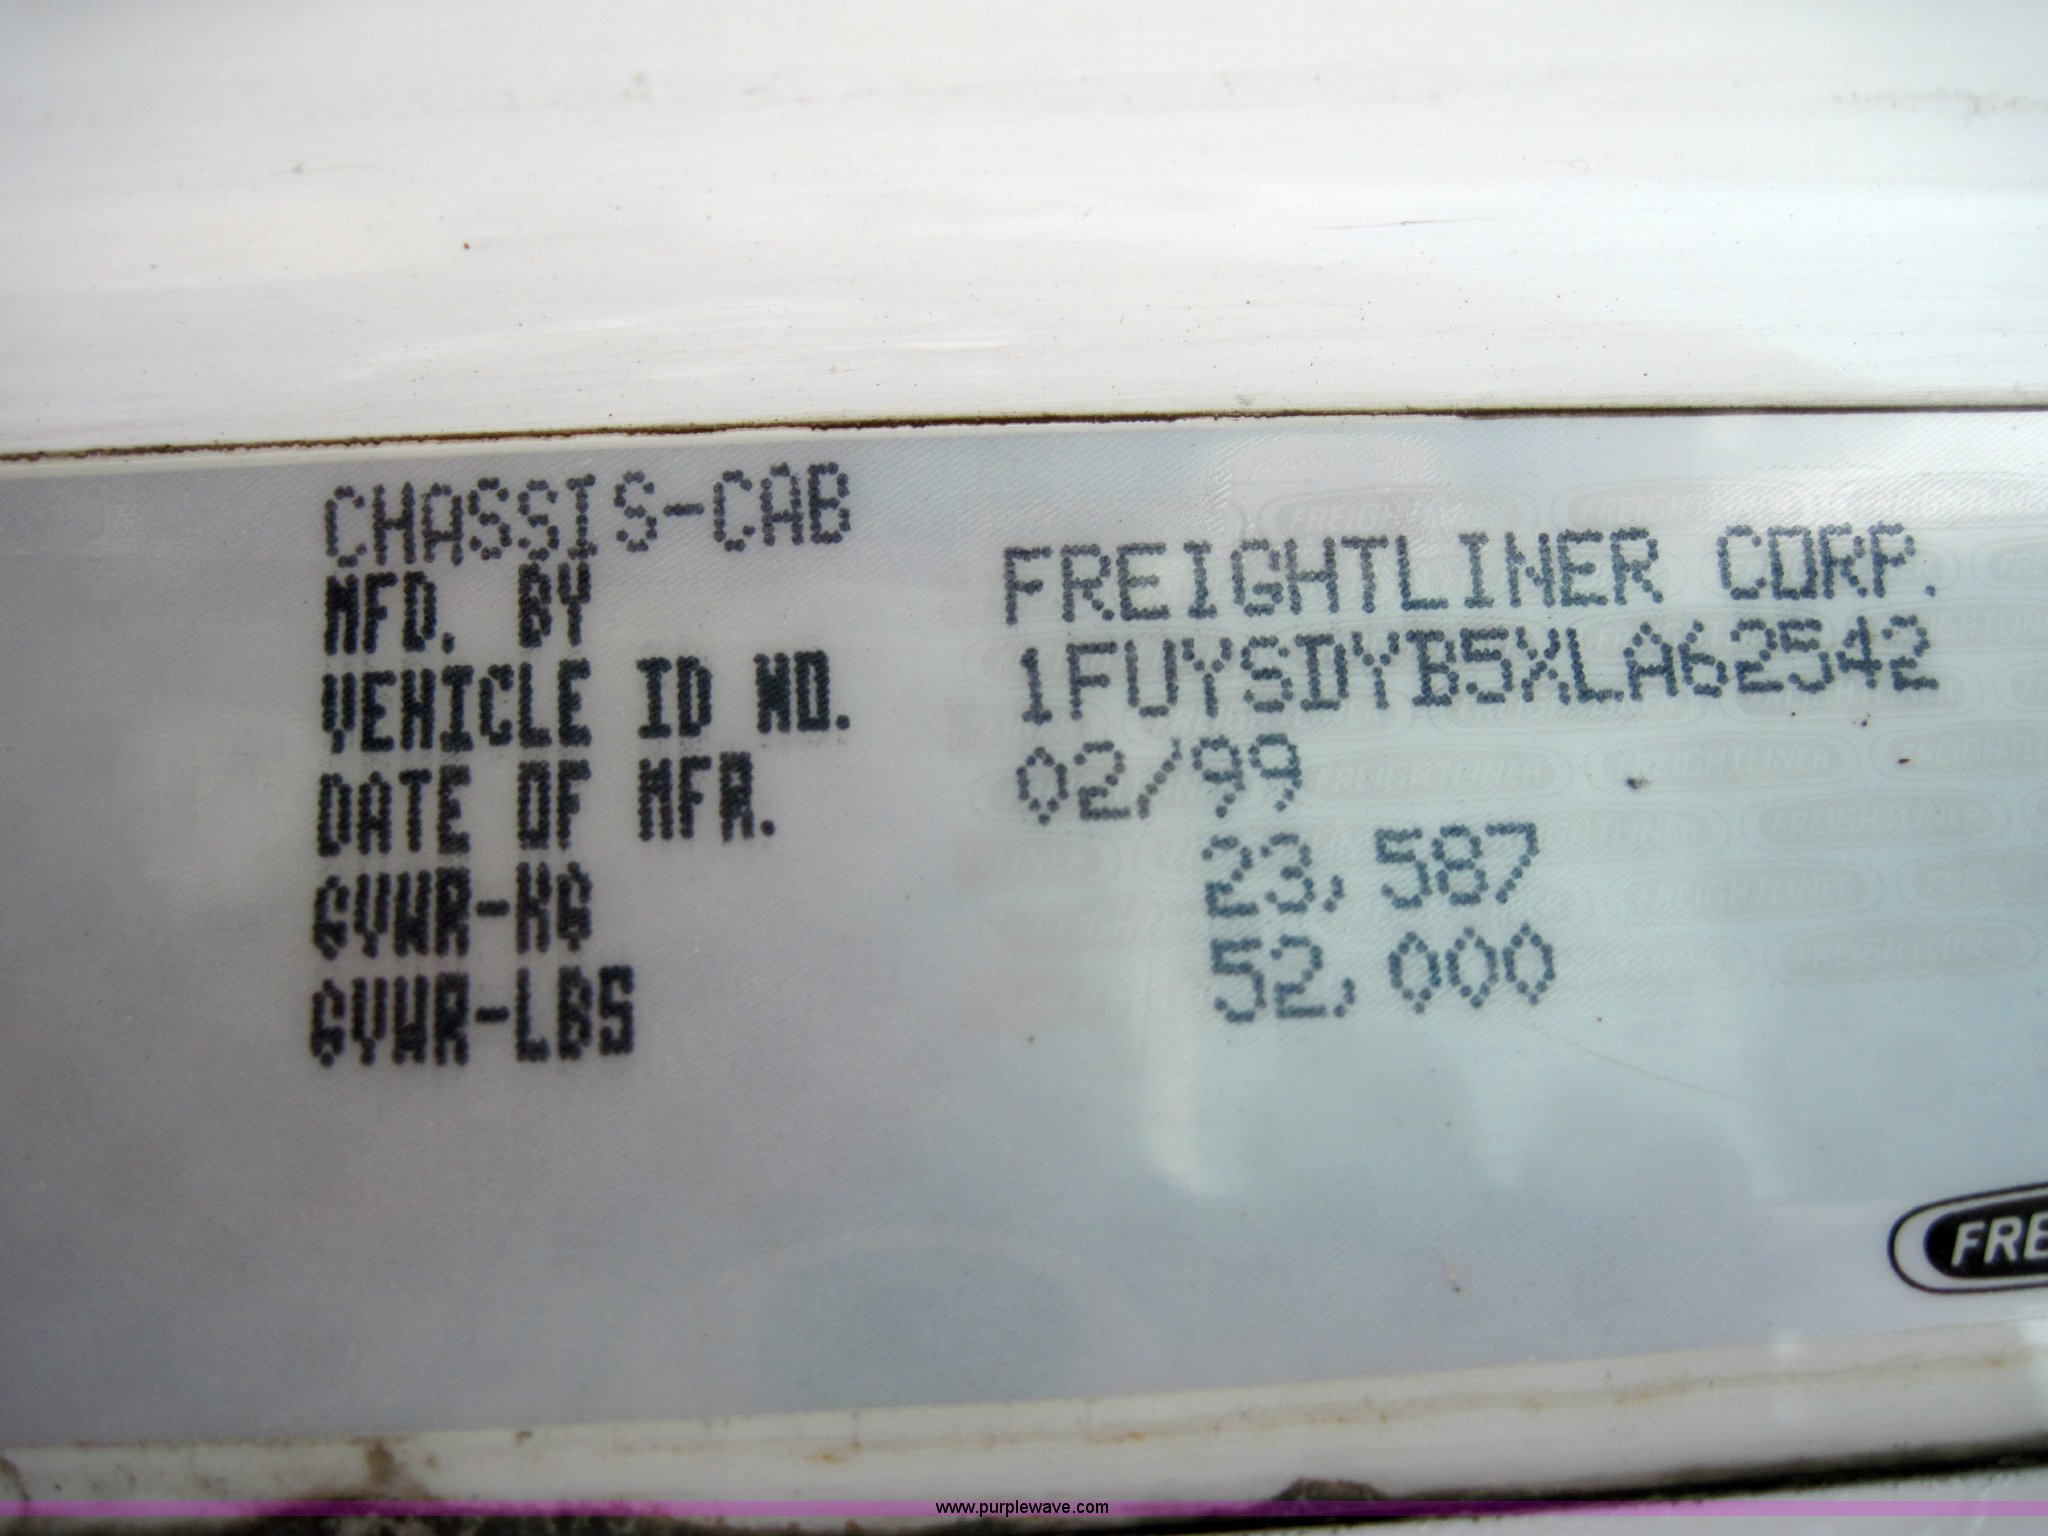 CHASSIS-CAB
MFD. BY FREIGHTLINER CORP.
VEHICLE ID NO. 1FUYSDYB5XLA62542
DATE OF MFR. 02/99
GVWR-KG 23,587
GVWR-LBS 52,000
FRE
www.purplewave.com